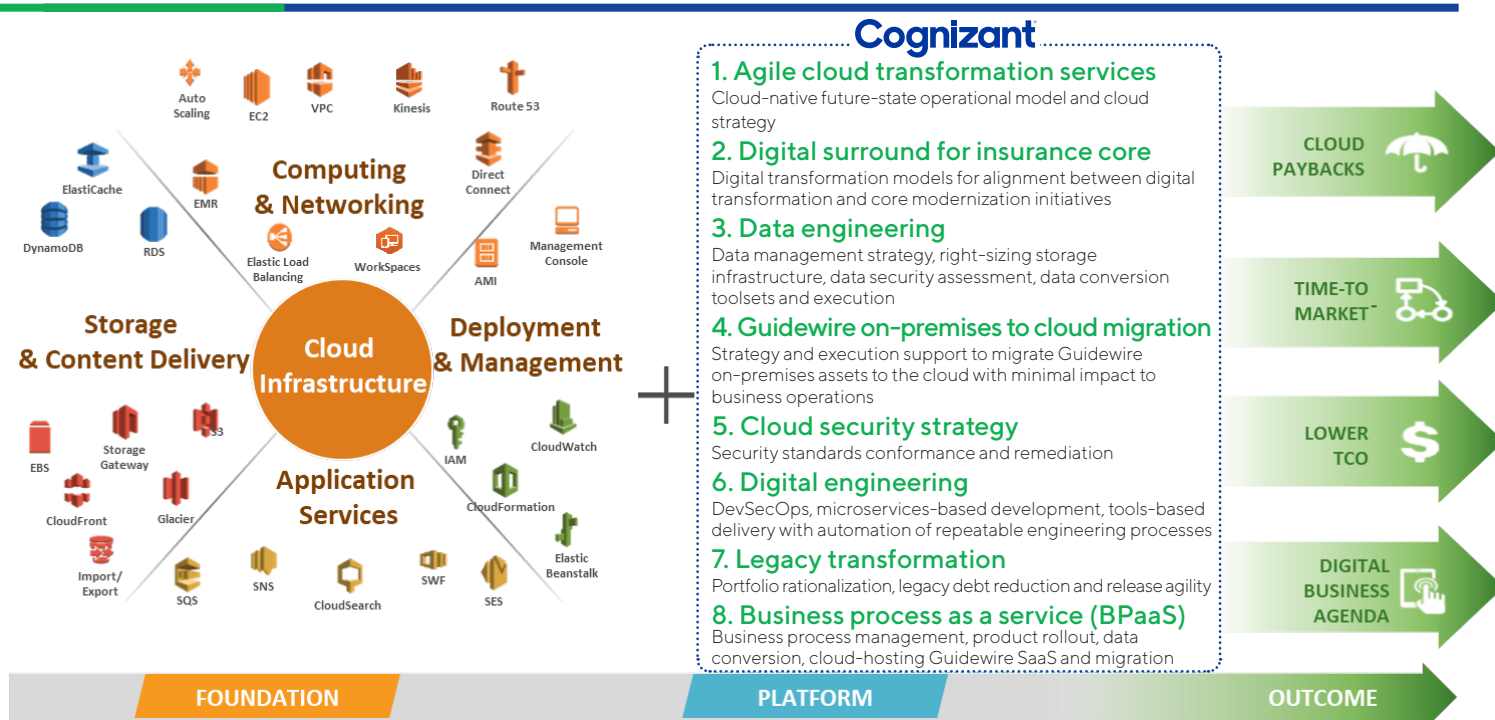 Auto
Scaling
EC2
VPC
Kinesis
Route 53
ElastiCache
EMR
Computing
& Networking
Direct
Connect
DynamoDB
RDS
Elastic Load
Balancing
WorkSpaces
AMI
Management
Console
Storage
& Content Delivery
Cloud
Infrastructure
Deployment
& Management
EBS
Storage
Gateway
S3
IAM
CloudWatch
CloudFront
Glacier
Application
Services
CloudFormation
Import/
Export
SQS
SNS
CloudSearch
SWF
SES
Elastic
Beanstalk
Cognizant
1. Agile cloud transformation services
Cloud-native future-state operational model and cloud
strategy
2. Digital surround for insurance core
Digital transformation models for alignment between digital
transformation and core modernization initiatives
3. Data engineering
Data management strategy, right-sizing storage
infrastructure, data security assessment, data conversion
toolsets and execution
4. Guidewire on-premises to cloud migration
Strategy and execution support to migrate Guidewire
on-premises assets to the cloud with minimal impact to
business operations
5. Cloud security strategy
Security standards conformance and remediation
6. Digital engineering
DevSecOps, microservices-based development, tools-based
delivery with automation of repeatable engineering processes
7. Legacy transformation
Portfolio rationalization, legacy debt reduction and release agility
8. Business process as a service (BPaaS)
Business process management, product rollout, data
conversion, cloud-hosting Guidewire SaaS and migration
CLOUD
PAYBACKS
TIME-TO
MARKET-
LOWER
TCO
$
DIGITAL
BUSINESS
AGENDA
FOUNDATION
PLATFORM
OUTCOME